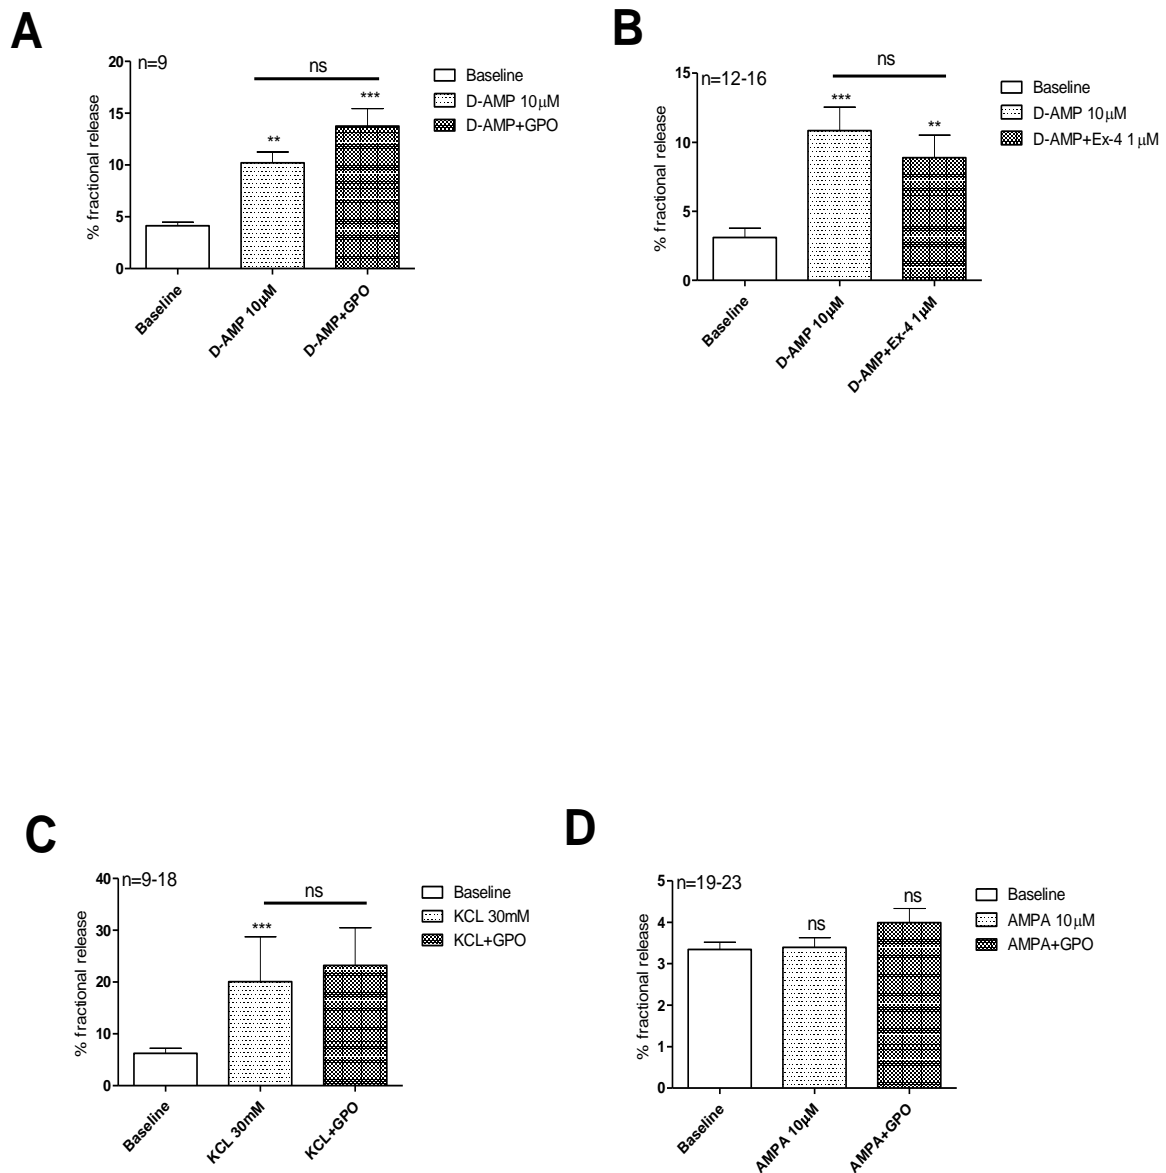 A
n=9
ns
20
15
10
5
0
% fractional release
**
***
Baseline
D-AMP 10µM
D-AMP+GPO
Baseline
D-AMP 10µM
D-AMP+GPO
B
n=12-16
ns
15
10
5
0
% fractional release
***
**
Baseline
D-AMP 10µM
D-AMP+Ex-4 1µM
Baseline
D-AMP 10µM
D-AMP+Ex-4 1µM
C
n=9-18
ns
40
30
20
10
0
% fractional release
***
Baseline
KCL 30mM
KCL+GPO
Baseline
KCL 30mM
KCL+GPO
D
n=19-23
5
4
3
2
1
0
% fractional release
ns
ns
Baseline
AMPA 10µM
AMPA+GPO
Baseline
AMPA 10µM
AMPA+GPO